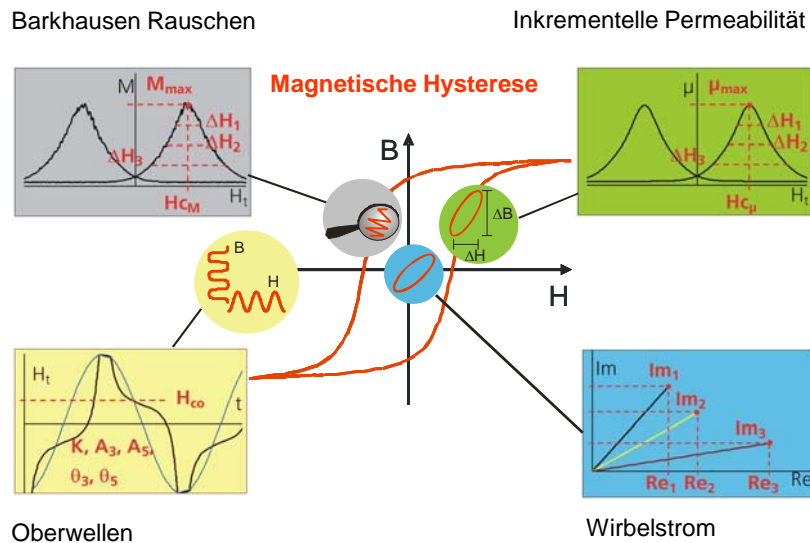 Barkhausen Rauschen
Inkrementelle Permeabilität
Magnetische Hysterese
M
Mmax
ΔH1
ΔH2
ΔH3
Ht
HcM
μ
μmax
ΔH1
ΔH2
ΔH3
Ht
Hcμ
B
H
B
H
ΔB
ΔH
Ht
Hco
t
K, A3, A5,
θ3, θ5
Im
Im1
Im2
Im3
Re1 Re2 Re3
Re
Oberwellen
Wirbelstrom